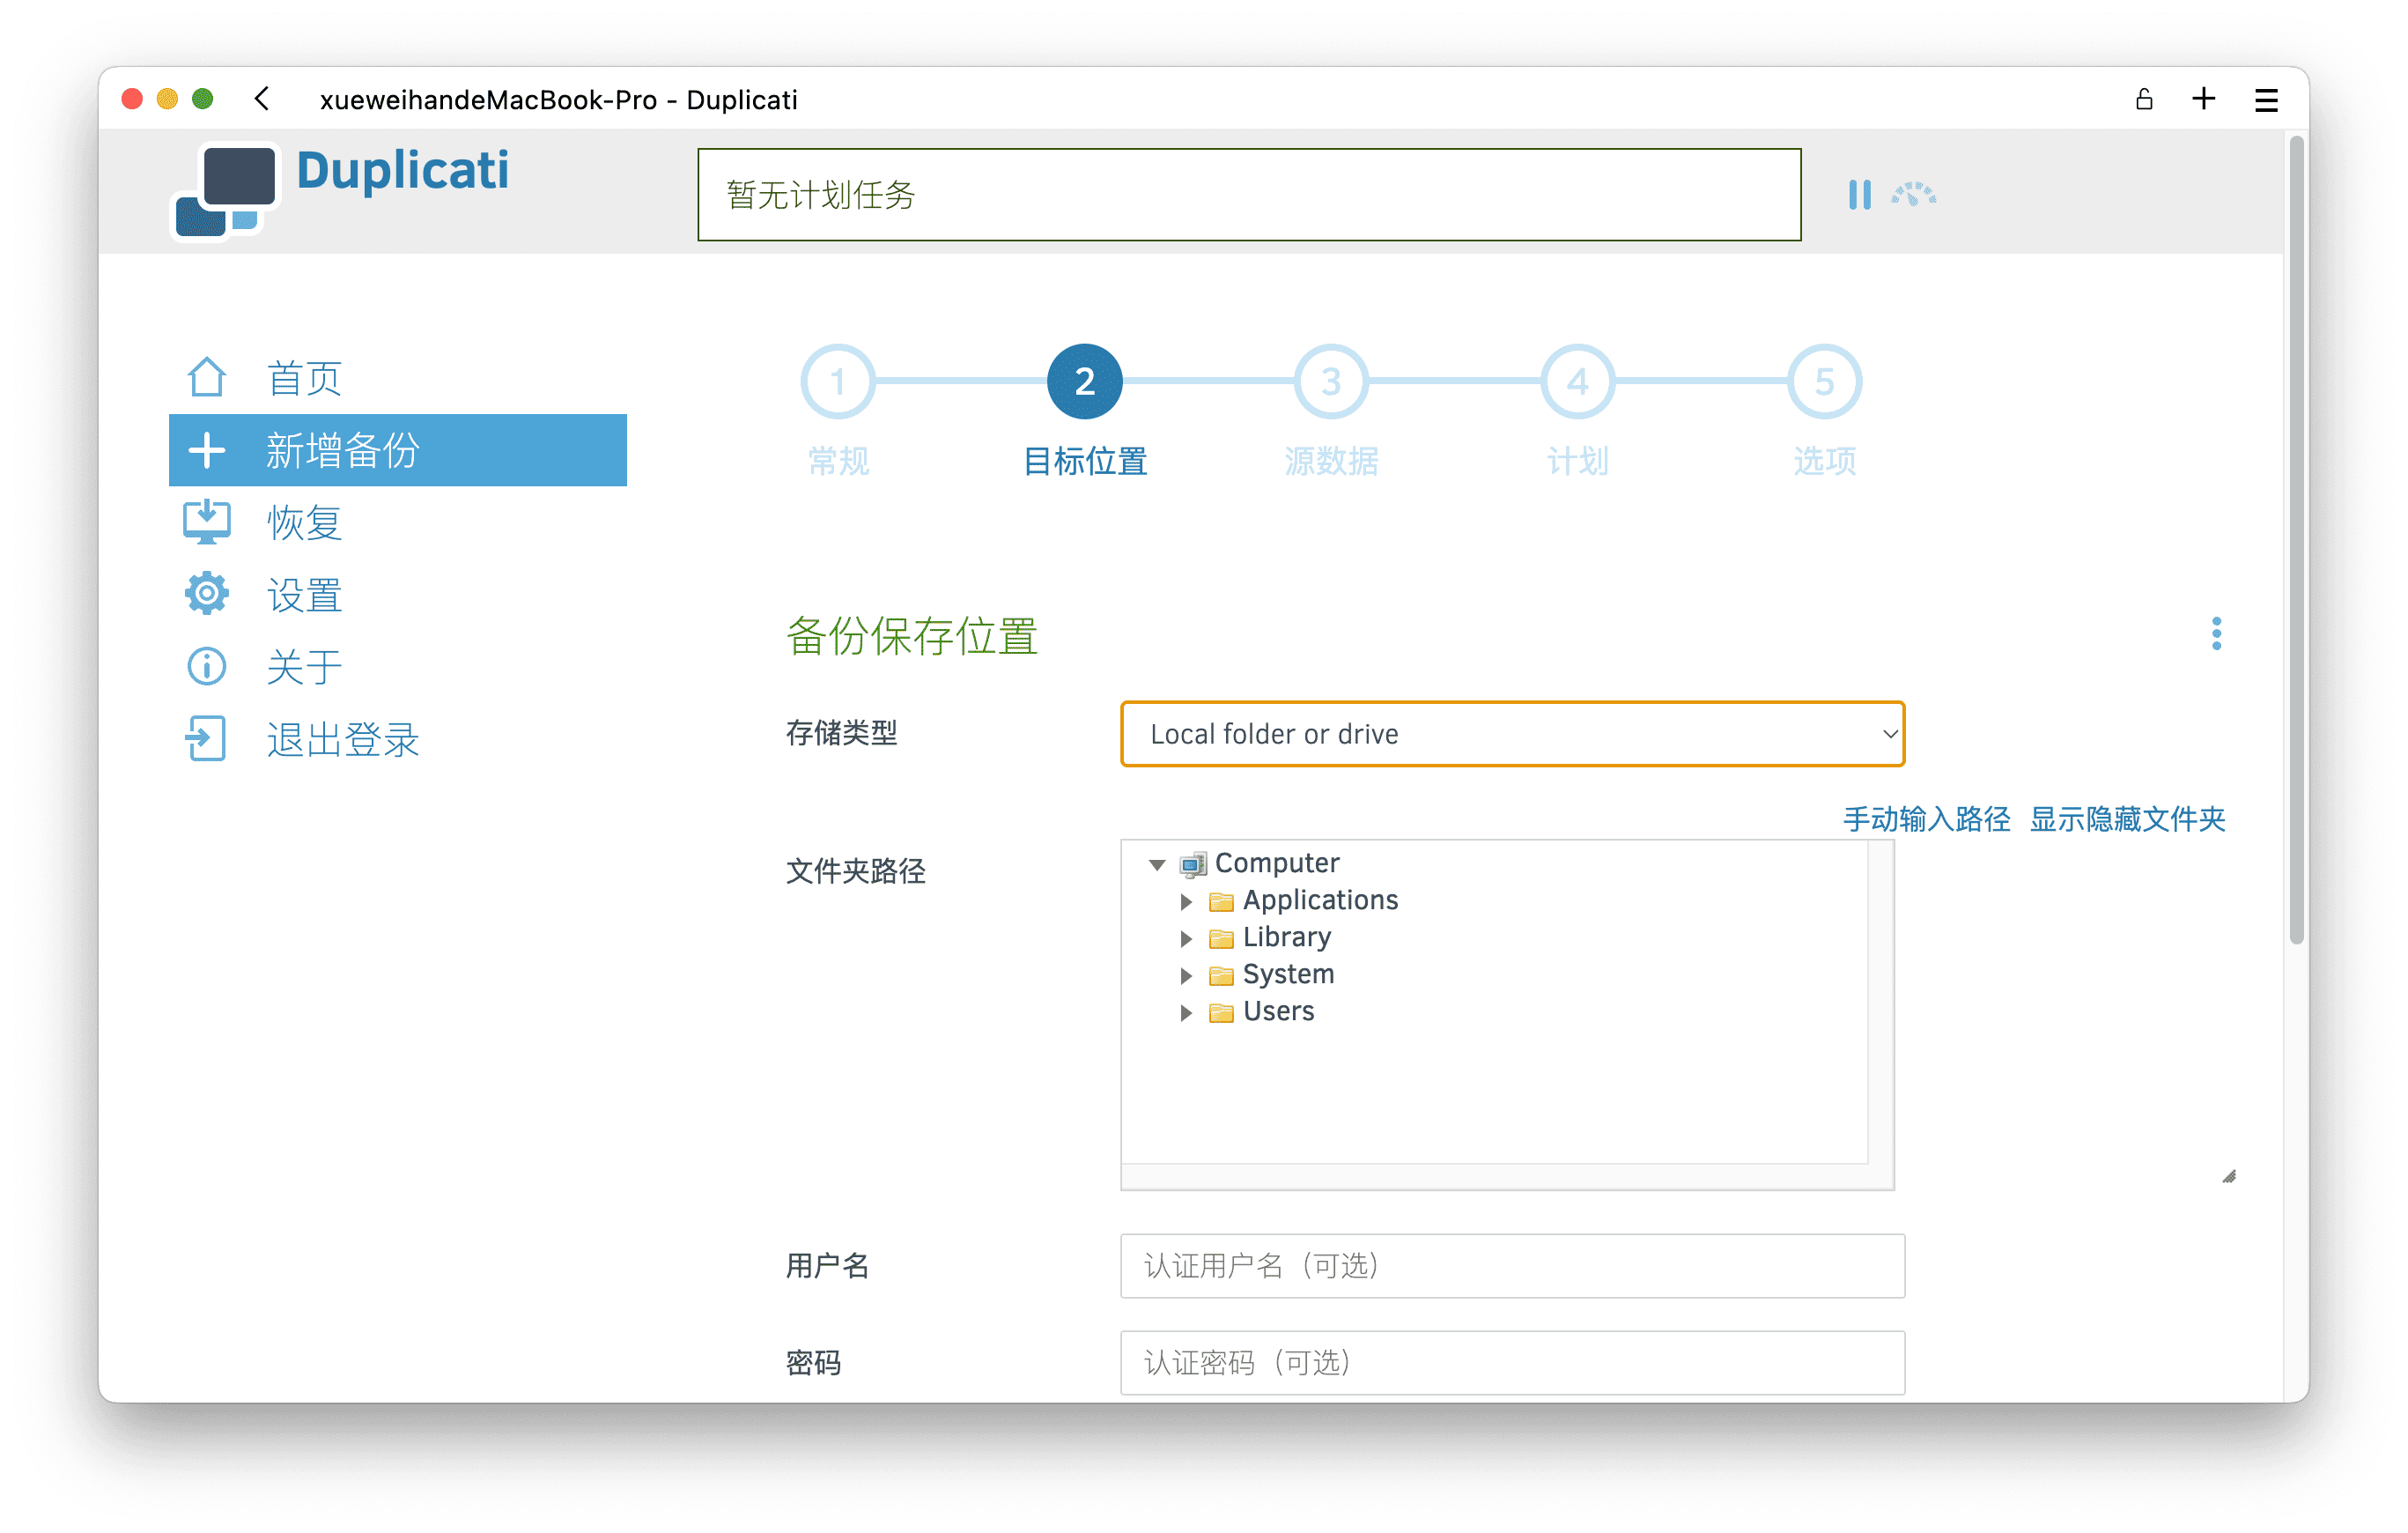 xueweihandeMacBook-Pro - Duplicati
Duplicati
暂无计划任务
首页
新增备份
恢复
设置
关于
退出登录
1 2 3 4 5
常规 目标位置 源数据 计划 选项
备份保存位置
存储类型 Local folder or drive
手动输入路径 显示隐藏文件夹
文件夹路径
Computer
Applications
Library
System
Users
用户名 认证用户名（可选）
密码 认证密码（可选）